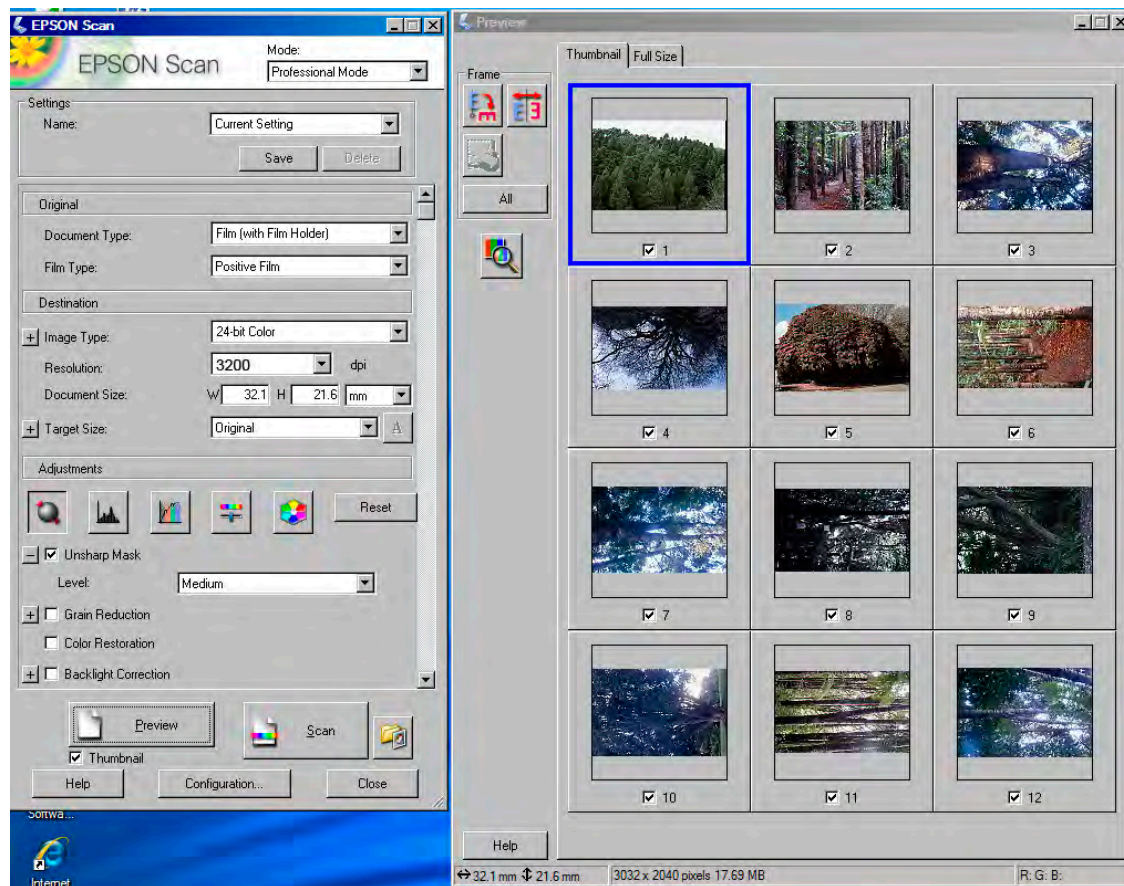 EPSON Scan
EPSON Scan
Mode:
Professional Mode
Settings
Name:
Current Setting
Save
Delete
Original
Document Type:
Film (with Film Holder)
Film Type:
Positive Film
Destination
+ Image Type:
24-bit Color
Resolution:
3200
dpi
Document Size:
W 32.1 H 21.6 mm
+ Target Size:
Original
A
Adjustments
Reset
Unsharp Mask
Level:
Medium
+ Grain Reduction
Color Restoration
+ Backlight Correction
Preview
Scan
Thumbnail
Help
Configuration...
Close
Softwa...
Internet
Preview
Thumbnail
Full Size
Frame
All
1
2
3
4
5
6
7
8
9
10
11
12
Help
32.1 mm 21.6 mm
3032 x 2040 pixels 17.69 MB
R: G: B: